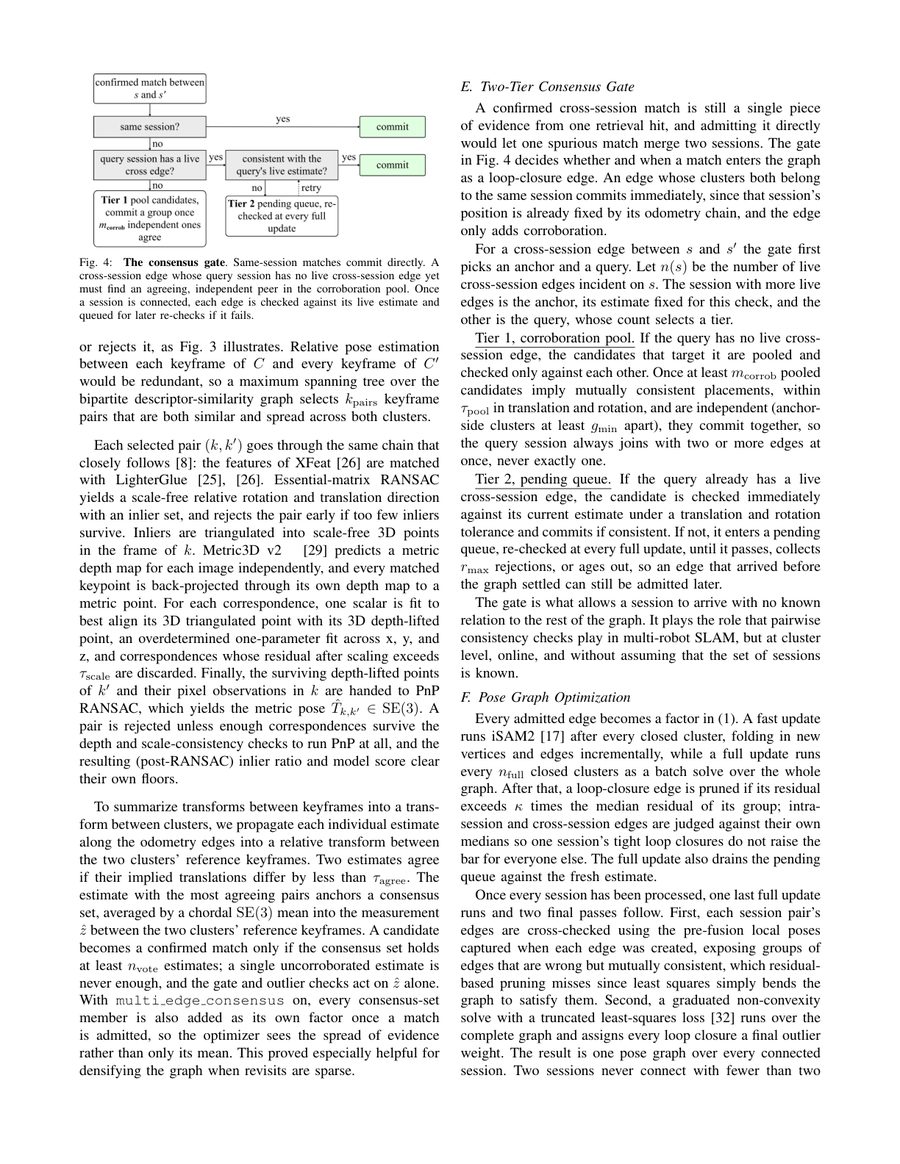 confirmed match between
s and s′
same session?
yes
commit
no
query session has a live
cross edge?
yes
consistent with the
query's live estimate?
yes
commit
no
no
retry
Tier 1 pool candidates,
commit a group once
m_corrob independent ones
agree
Tier 2 pending queue, re-
checked at every full
update
Fig. 4: The consensus gate. Same-session matches commit directly. A
cross-session edge whose query session has no live cross-session edge yet
must find an agreeing, independent peer in the corroboration pool. Once
a session is connected, each edge is checked against its live estimate and
queued for later re-checks if it fails.
or rejects it, as Fig. 3 illustrates. Relative pose estimation
between each keyframe of C and every keyframe of C′
would be redundant, so a maximum spanning tree over the
bipartite descriptor-similarity graph selects k_pairs keyframe
pairs that are both similar and spread across both clusters.
Each selected pair (k, k′) goes through the same chain that
closely follows [8]: the features of XFeat [26] are matched
with LighterGlue [25], [26]. Essential-matrix RANSAC
yields a scale-free relative rotation and translation direction
with an inlier set, and rejects the pair early if too few inliers
survive. Inliers are triangulated into scale-free 3D points
in the frame of k. Metric3D v2 [29] predicts a metric
depth map for each image independently, and every matched
keypoint is back-projected through its own depth map to a
metric point. For each correspondence, one scalar is fit to
best align its 3D triangulated point with its 3D depth-lifted
point, an overdetermined one-parameter fit across x, y, and
z, and correspondences whose residual after scaling exceeds
τ_scale are discarded. Finally, the surviving depth-lifted points
of k′ and their pixel observations in k are handed to PnP
RANSAC, which yields the metric pose T̂_k,k′ ∈ SE(3). A
pair is rejected unless enough correspondences survive the
depth and scale-consistency checks to run PnP at all, and the
resulting (post-RANSAC) inlier ratio and model score clear
their own floors.
To summarize transforms between keyframes into a trans-
form between clusters, we propagate each individual estimate
along the odometry edges into a relative transform between
the two clusters' reference keyframes. Two estimates agree
if their implied translations differ by less than τ_agree. The
estimate with the most agreeing pairs anchors a consensus
set, averaged by a chordal SE(3) mean into the measurement
ẑ between the two clusters' reference keyframes. A candidate
becomes a confirmed match only if the consensus set holds
at least n_vote estimates; a single uncorroborated estimate is
never enough, and the gate and outlier checks act on ẑ alone.
With multi_edge_consensus on, every consensus-set
member is also added as its own factor once a match
is admitted, so the optimizer sees the spread of evidence
rather than only its mean. This proved especially helpful for
densifying the graph when revisits are sparse.
E. Two-Tier Consensus Gate
A confirmed cross-session match is still a single piece
of evidence from one retrieval hit, and admitting it directly
would let one spurious match merge two sessions. The gate
in Fig. 4 decides whether and when a match enters the graph
as a loop-closure edge. An edge whose clusters both belong
to the same session commits immediately, since that session's
position is already fixed by its odometry chain, and the edge
only adds corroboration.
For a cross-session edge between s and s′ the gate first
picks an anchor and a query. Let n(s) be the number of live
cross-session edges incident on s. The session with more live
edges is the anchor, its estimate fixed for this check, and the
other is the query, whose count selects a tier.
Tier 1, corroboration pool. If the query has no live cross-
session edge, the candidates that target it are pooled and
checked only against each other. Once at least m_corrob pooled
candidates imply mutually consistent placements, within
τ_pool in translation and rotation, and are independent (anchor-
side clusters at least g_min apart), they commit together, so
the query session always joins with two or more edges at
once, never exactly one.
Tier 2, pending queue. If the query already has a live
cross-session edge, the candidate is checked immediately
against its current estimate under a translation and rotation
tolerance and commits if consistent. If not, it enters a pending
queue, re-checked at every full update, until it passes, collects
r_max rejections, or ages out, so an edge that arrived before
the graph settled can still be admitted later.
The gate is what allows a session to arrive with no known
relation to the rest of the graph. It plays the role that pairwise
consistency checks play in multi-robot SLAM, but at cluster
level, online, and without assuming that the set of sessions
is known.
F. Pose Graph Optimization
Every admitted edge becomes a factor in (1). A fast update
runs iSAM2 [17] after every closed cluster, folding in new
vertices and edges incrementally, while a full update runs
every n_full closed clusters as a batch solve over the whole
graph. After that, a loop-closure edge is pruned if its residual
exceeds κ times the median residual of its group; intra-
session and cross-session edges are judged against their own
medians so one session's tight loop closures do not raise the
bar for everyone else. The full update also drains the pending
queue against the fresh estimate.
Once every session has been processed, one last full update
runs and two final passes follow. First, each session pair's
edges are cross-checked using the pre-fusion local poses
captured when each edge was created, exposing groups of
edges that are wrong but mutually consistent, which residual-
based pruning misses since least squares simply bends the
graph to satisfy them. Second, a graduated non-convexity
solve with a truncated least-squares loss [32] runs over the
complete graph and assigns every loop closure a final outlier
weight. The result is one pose graph over every connected
session. Two sessions never connect with fewer than two